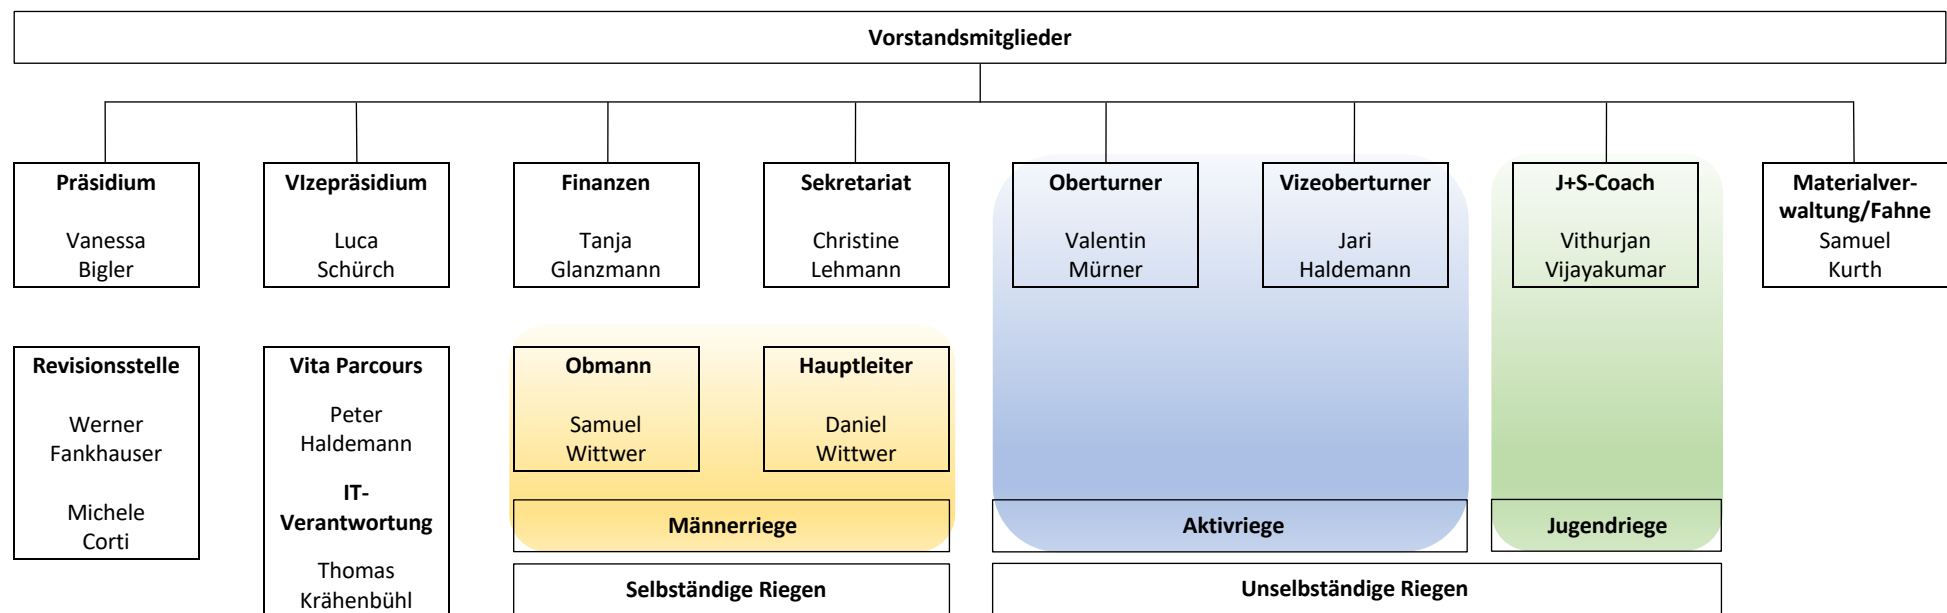 Vorstandsmitglieder
Präsidium
Vanessa
Bigler
VIzepräsidium
Luca
Schürch
Finanzen
Tanja
Glanzmann
Sekretariat
Christine
Lehmann
Oberturner
Valentin
Mürner
Vizeoberturner
Jari
Haldemann
J+S-Coach
Vithurjan
Vijayakumar
Materialver-
waltung/Fahne
Samuel
Kurth
Revisionsstelle
Werner
Fankhauser
Michele
Corti
Vita Parcours
Peter
Haldemann
IT-
Verantwortung
Thomas
Krähenbühl
Obmann
Samuel
Wittwer
Hauptleiter
Daniel
Wittwer
Männerriege
Aktivriege
Jugendriege
Selbständige Riegen
Unselbständige Riegen